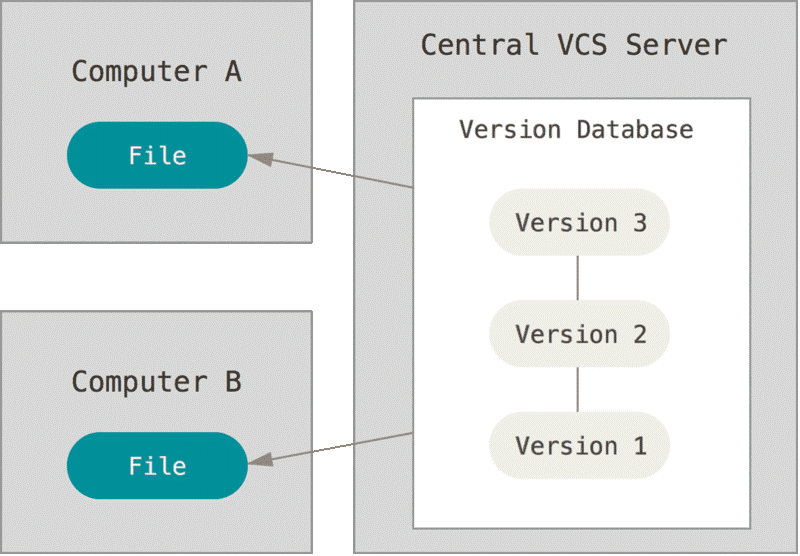 Computer A
File
Central VCS Server
Version Database
Version 3
Version 2
Version 1
Computer B
File